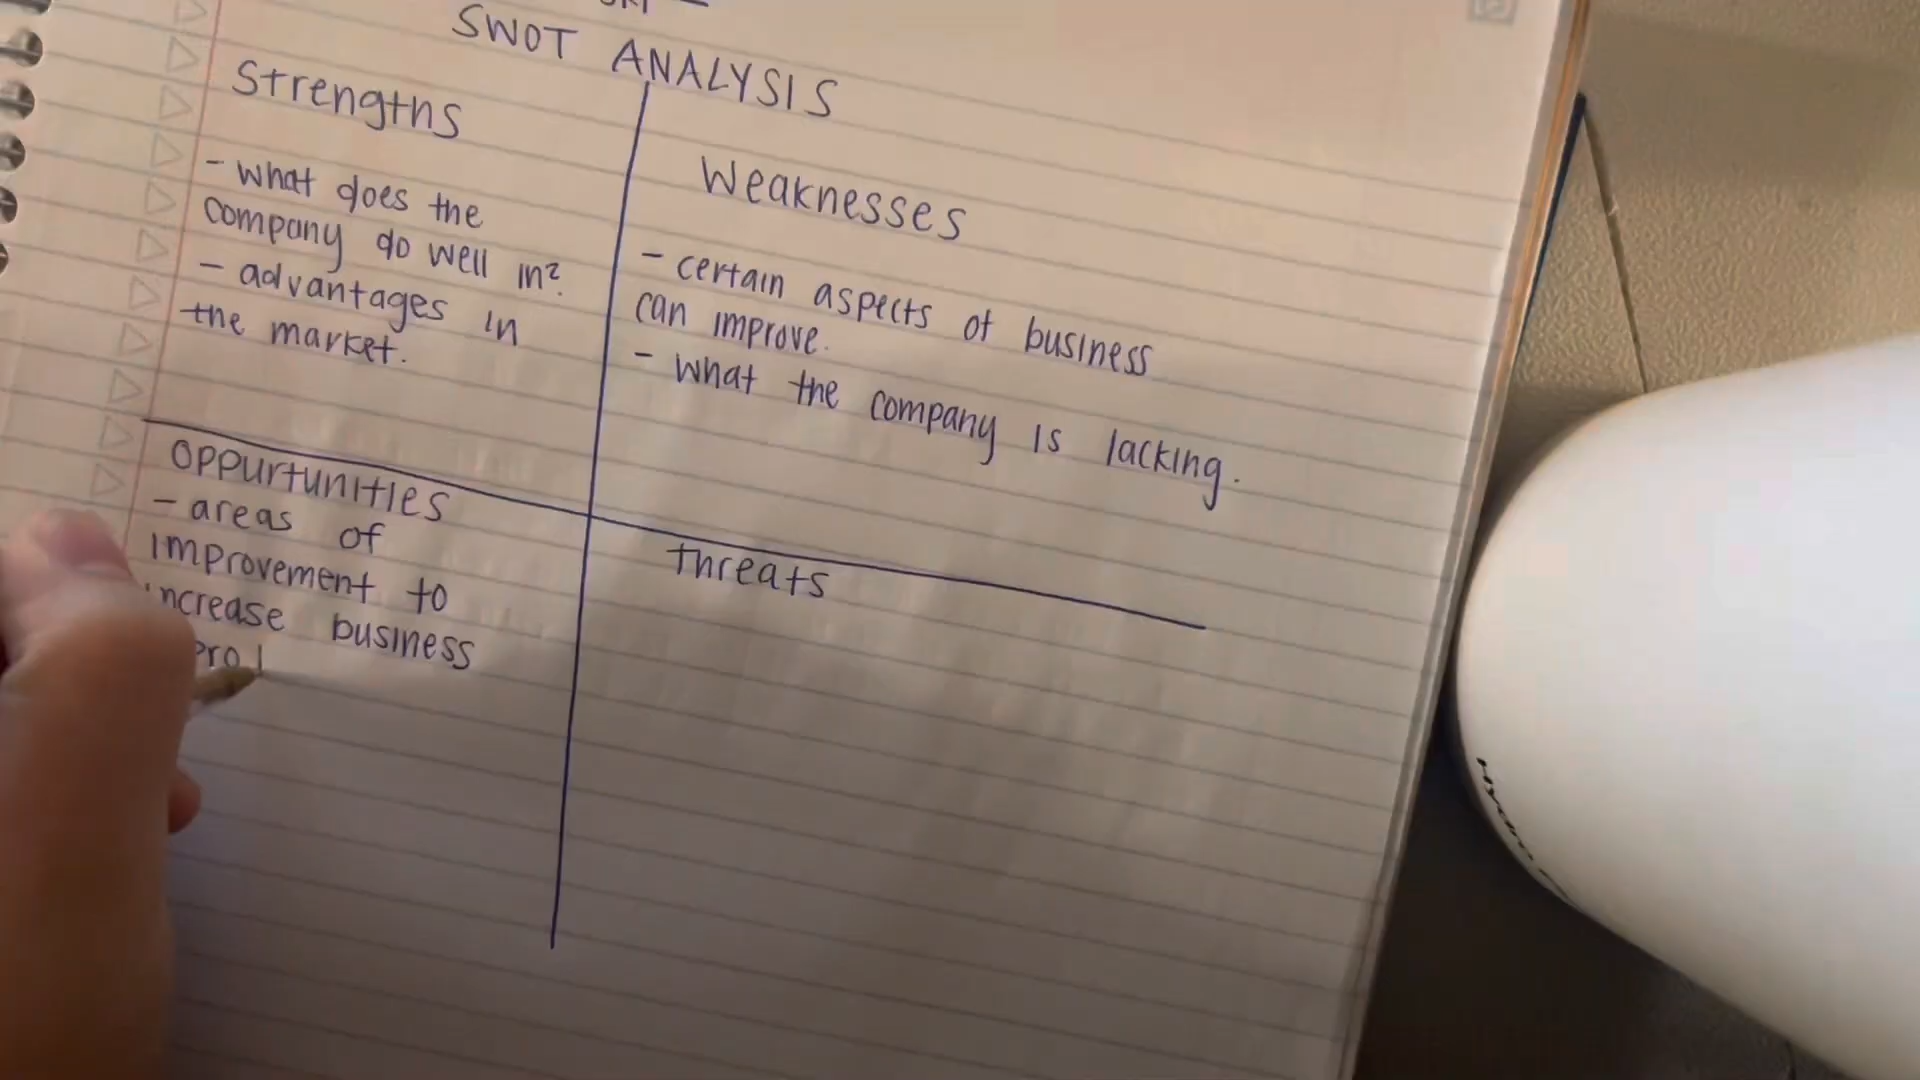 SWOT ANALYSIS
Strengths
- what does the
company do well in?
- advantages in
the market.
Weaknesses
- certain aspects of business
can improve.
- what the company is lacking.
Oppurtunities
- areas of
improvement to
increase business
threats